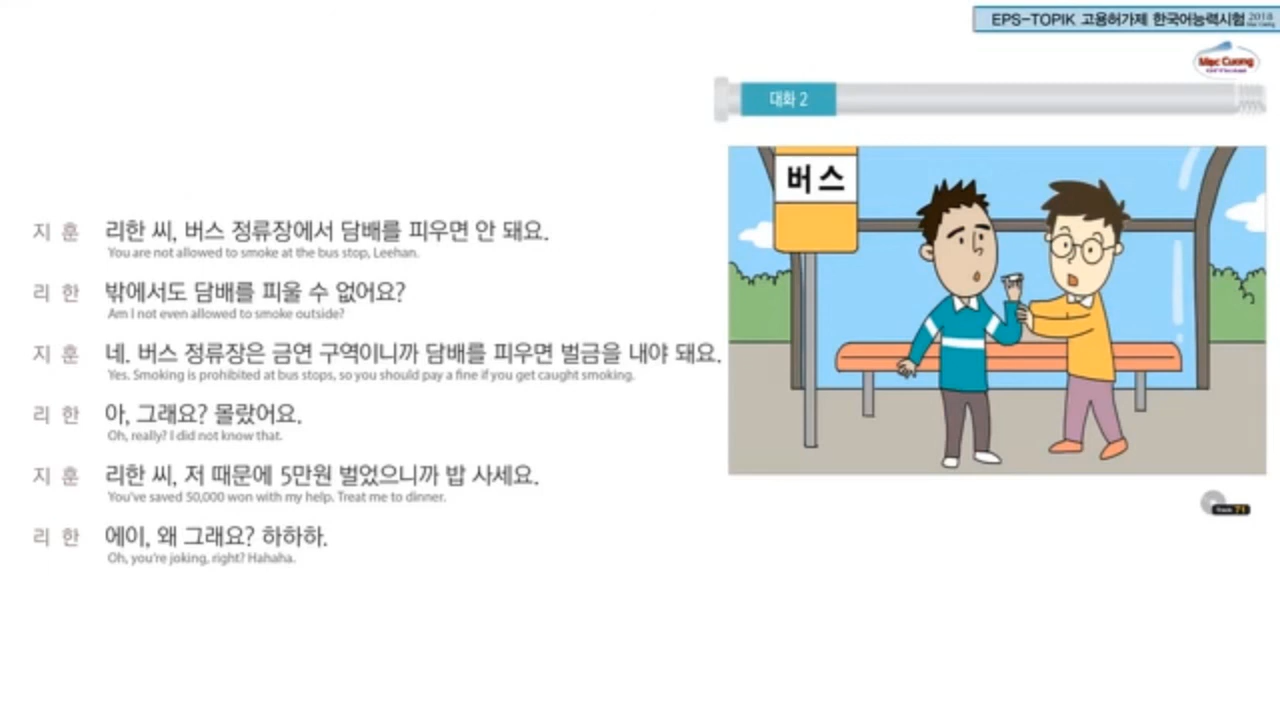 EPS-TOPIK 고용허가제 한국어능력시험 2018
Mạc Cương
대화 2
버스
지훈 리한 씨, 버스 정류장에서 담배를 피우면 안 돼요.
You are not allowed to smoke at the bus stop, Leehan.
리한 밖에서도 담배를 피울 수 없어요?
Am I not even allowed to smoke outside?
지훈 네. 버스 정류장은 금연 구역이니까 담배를 피우면 벌금을 내야 돼요.
Yes. Smoking is prohibited at bus stops, so you should pay a fine if you get caught smoking.
리한 아, 그래요? 몰랐어요.
Oh, really? I did not know that.
지훈 리한 씨, 저 때문에 5만원 벌었으니까 밥 사세요.
You've saved 50,000 won with my help. Treat me to dinner.
리한 에이, 왜 그래요? 하하하.
Oh, you're joking, right? Hahaha.
Track 71